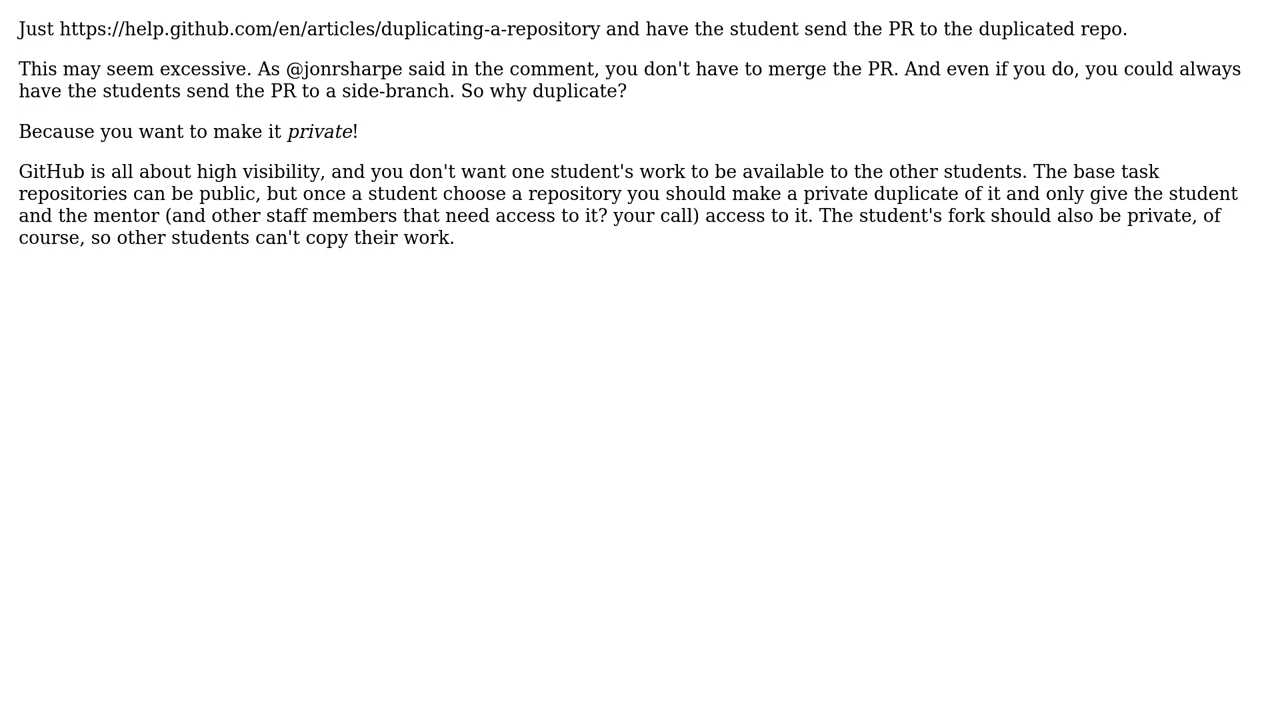 Just https://help.github.com/en/articles/duplicating-a-repository and have the student send the PR to the duplicated repo.
This may seem excessive. As @jonrsharpe said in the comment, you don't have to merge the PR. And even if you do, you could always
have the students send the PR to a side-branch. So why duplicate?
Because you want to make it private!
GitHub is all about high visibility, and you don't want one student's work to be available to the other students. The base task
repositories can be public, but once a student choose a repository you should make a private duplicate of it and only give the student
and the mentor (and other staff members that need access to it? your call) access to it. The student's fork should also be private, of
course, so other students can't copy their work.